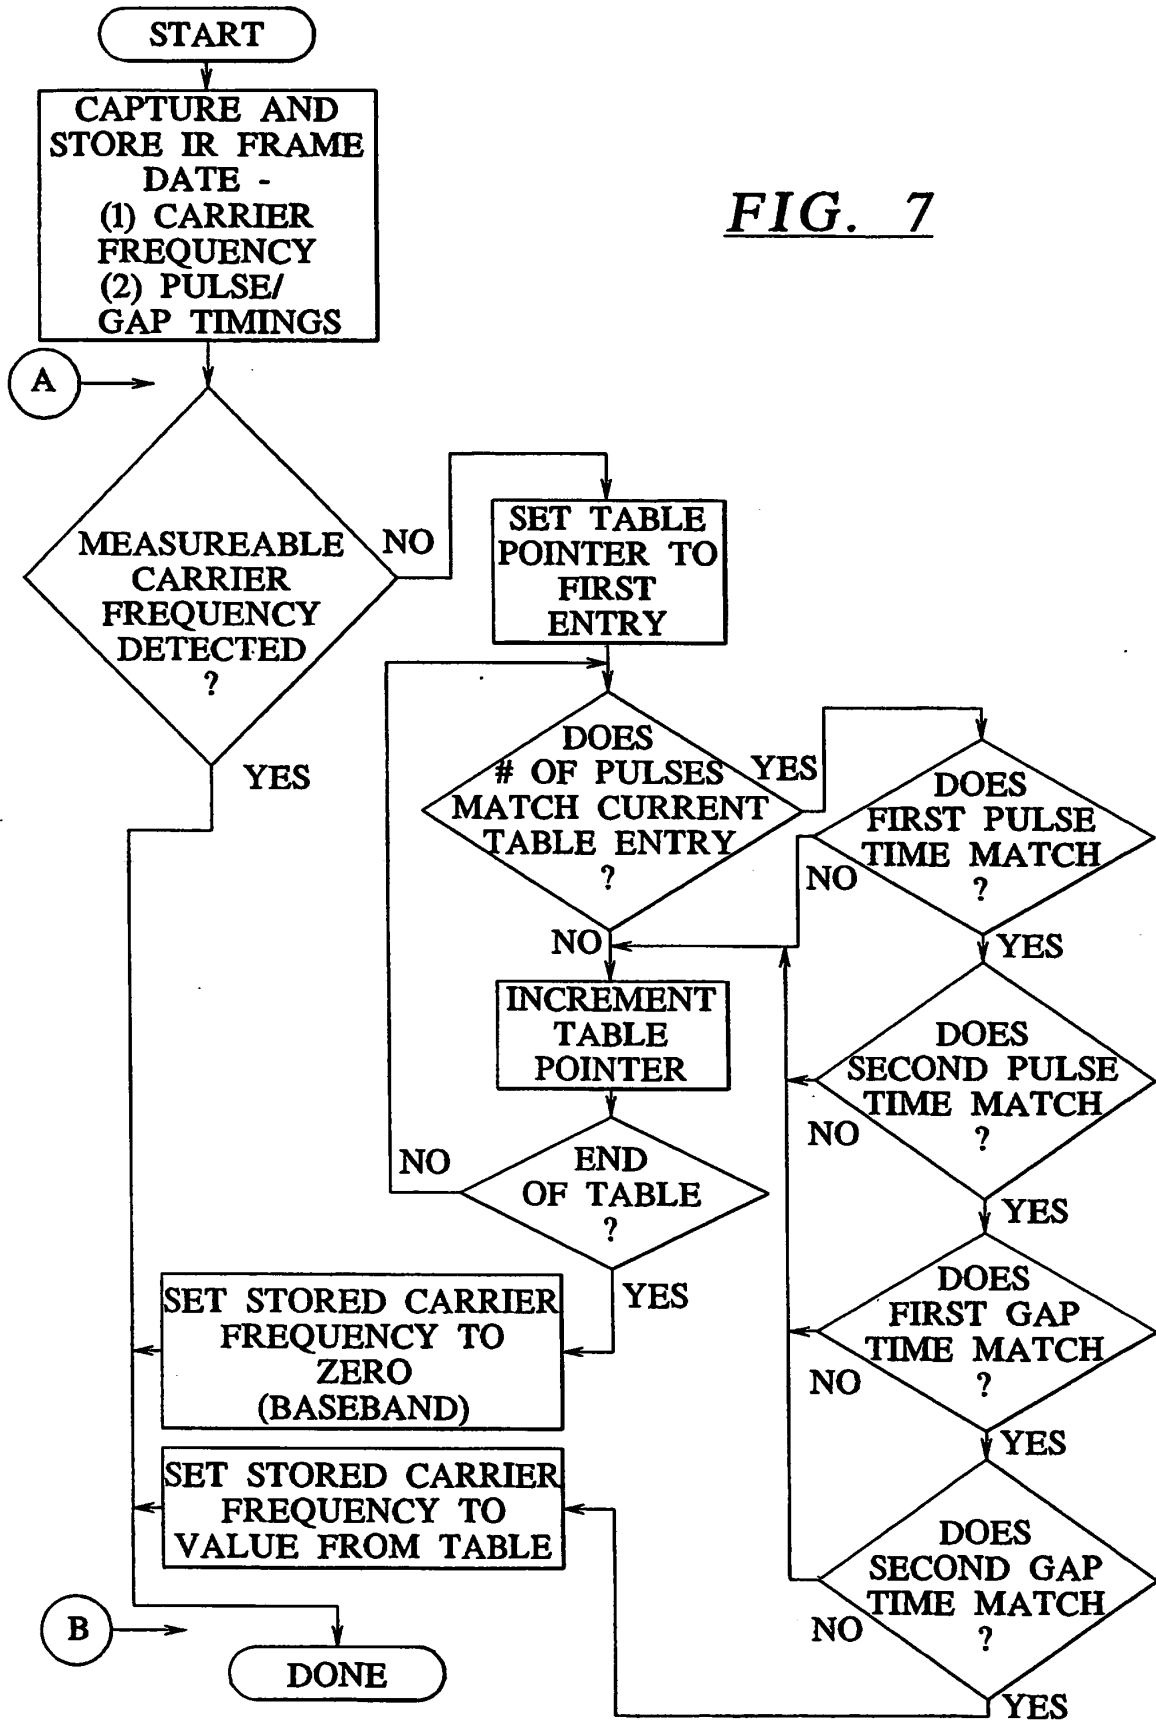 START
CAPTURE AND
STORE IR FRAME
DATE -
(1) CARRIER
FREQUENCY
(2) PULSE/
GAP TIMINGS
FIG. 7
A
MEASUREABLE
CARRIER
FREQUENCY
DETECTED
?
NO
YES
SET TABLE
POINTER TO
FIRST
ENTRY
DOES
# OF PULSES
MATCH CURRENT
TABLE ENTRY
?
YES
NO
DOES
FIRST PULSE
TIME MATCH
?
NO
YES
INCREMENT
TABLE
POINTER
DOES
SECOND PULSE
TIME MATCH
?
NO
YES
END
OF TABLE
?
NO
YES
DOES
FIRST GAP
TIME MATCH
?
NO
YES
SET STORED CARRIER
FREQUENCY TO
ZERO
(BASEBAND)
SET STORED CARRIER
FREQUENCY TO
VALUE FROM TABLE
DOES
SECOND GAP
TIME MATCH
?
NO
YES
B
DONE